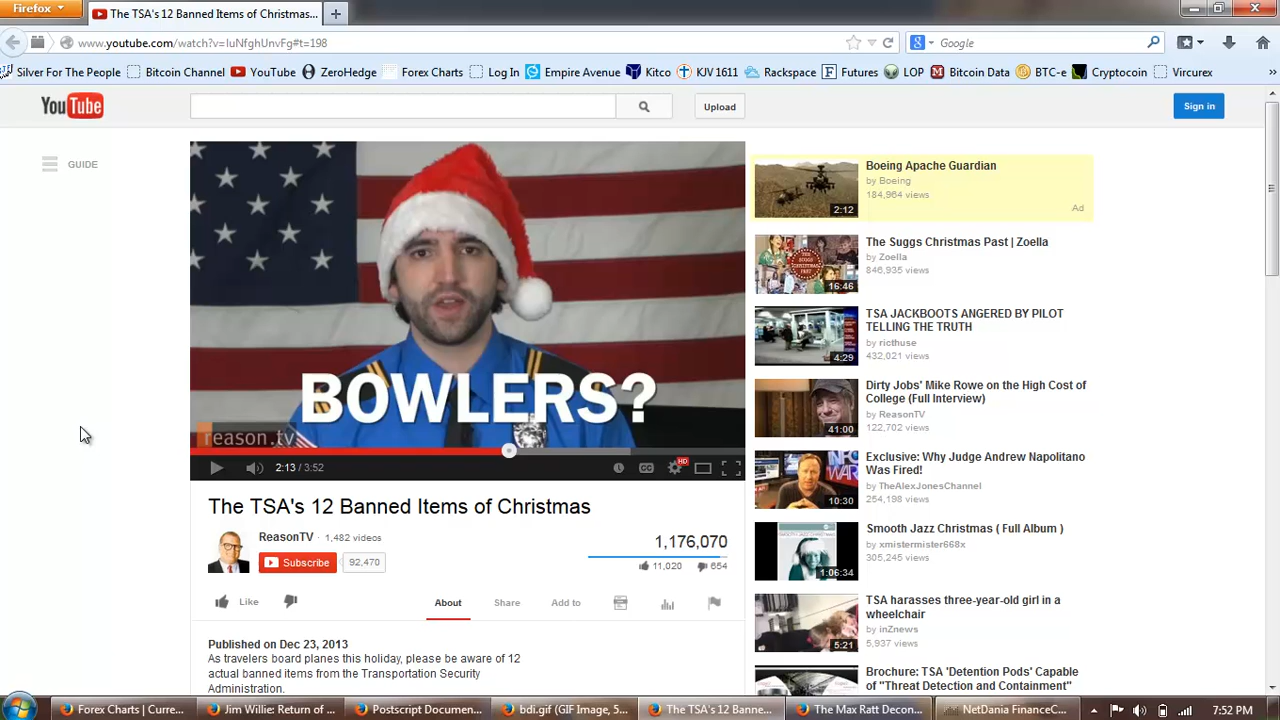 Firefox
The TSA's 12 Banned Items of Christmas...
www.youtube.com/watch?v=IuNfghUnvFg#t=198
Google
Silver For The People
Bitcoin Channel
YouTube
ZeroHedge
Forex Charts
Log In
Empire Avenue
Kitco
KJV 1611
Rackspace
Futures
LOP
Bitcoin Data
BTC-e
Cryptocoin
Vircurex
»
YouTube
Upload
Sign in
GUIDE
BOWLERS?
reason.tv
2:13 / 3:52
HD
The TSA's 12 Banned Items of Christmas
ReasonTV · 1,482 videos
Subscribe
92,470
1,176,070
11,020
654
Like
About
Share
Add to
Published on Dec 23, 2013
As travelers board planes this holiday, please be aware of 12
actual banned items from the Transportation Security
Administration.
Boeing Apache Guardian
by Boeing
184,964 views
Ad
2:12
The Suggs Christmas Past | Zoella
by Zoella
846,935 views
16:46
TSA JACKBOOTS ANGERED BY PILOT
TELLING THE TRUTH
by ricthuse
432,021 views
4:29
Dirty Jobs' Mike Rowe on the High Cost of
College (Full Interview)
by ReasonTV
122,702 views
41:00
Exclusive: Why Judge Andrew Napolitano
Was Fired!
by TheAlexJonesChannel
254,198 views
10:30
Smooth Jazz Christmas ( Full Album )
by xmistermister668x
305,245 views
1:06:34
TSA harasses three-year-old girl in a
wheelchair
by inZnews
5,937 views
5:21
Brochure: TSA 'Detention Pods' Capable
of "Threat Detection and Containment"
Forex Charts | Curre...
Jim Willie: Return of ...
Postscript Documen...
bdi.gif (GIF Image, 5...
The TSA's 12 Banne...
The Max Ratt Decon...
NetDania FinanceC...
7:52 PM